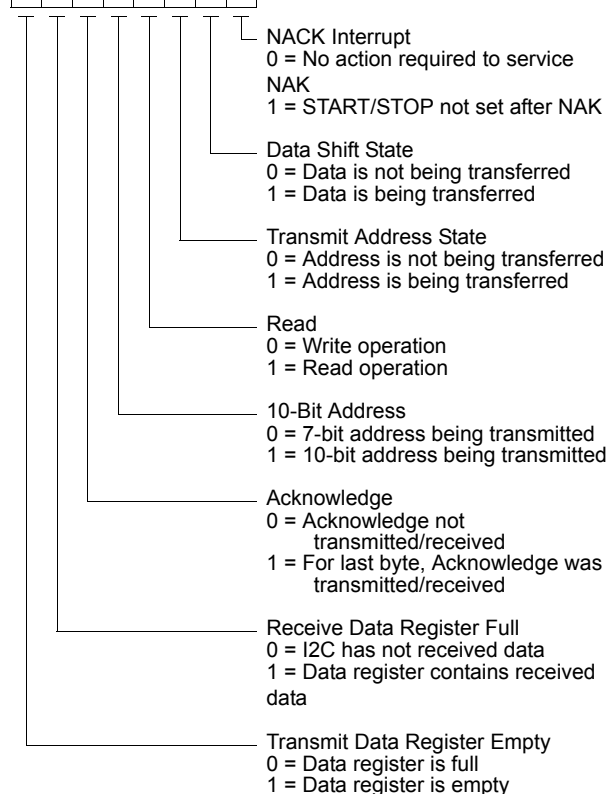 NACK Interrupt
0 = No action required to service
NAK
1 = START/STOP not set after NAK
Data Shift State
0 = Data is not being transferred
1 = Data is being transferred
Transmit Address State
0 = Address is not being transferred
1 = Address is being transferred
Read
0 = Write operation
1 = Read operation
10-Bit Address
0 = 7-bit address being transmitted
1 = 10-bit address being transmitted
Acknowledge
0 = Acknowledge not
transmitted/received
1 = For last byte, Acknowledge was
transmitted/received
Receive Data Register Full
0 = I2C has not received data
1 = Data register contains received
data
Transmit Data Register Empty
0 = Data register is full
1 = Data register is empty